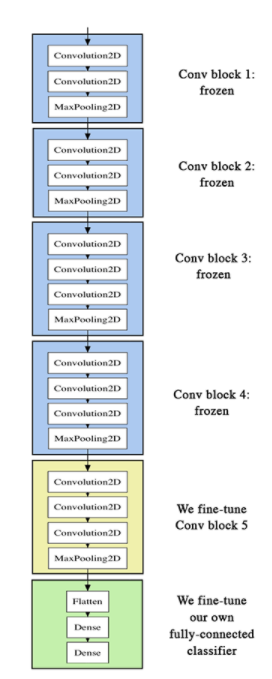 Convolution2D
Convolution2D
MaxPooling2D
Conv block 1:
frozen
Convolution2D
Convolution2D
MaxPooling2D
Conv block 2:
frozen
Convolution2D
Convolution2D
Convolution2D
MaxPooling2D
Conv block 3:
frozen
Convolution2D
Convolution2D
Convolution2D
MaxPooling2D
Conv block 4:
frozen
Convolution2D
Convolution2D
Convolution2D
MaxPooling2D
We fine-tune
Conv block 5
Flatten
Dense
Dense
We fine-tune
our own
fully-connected
classifier